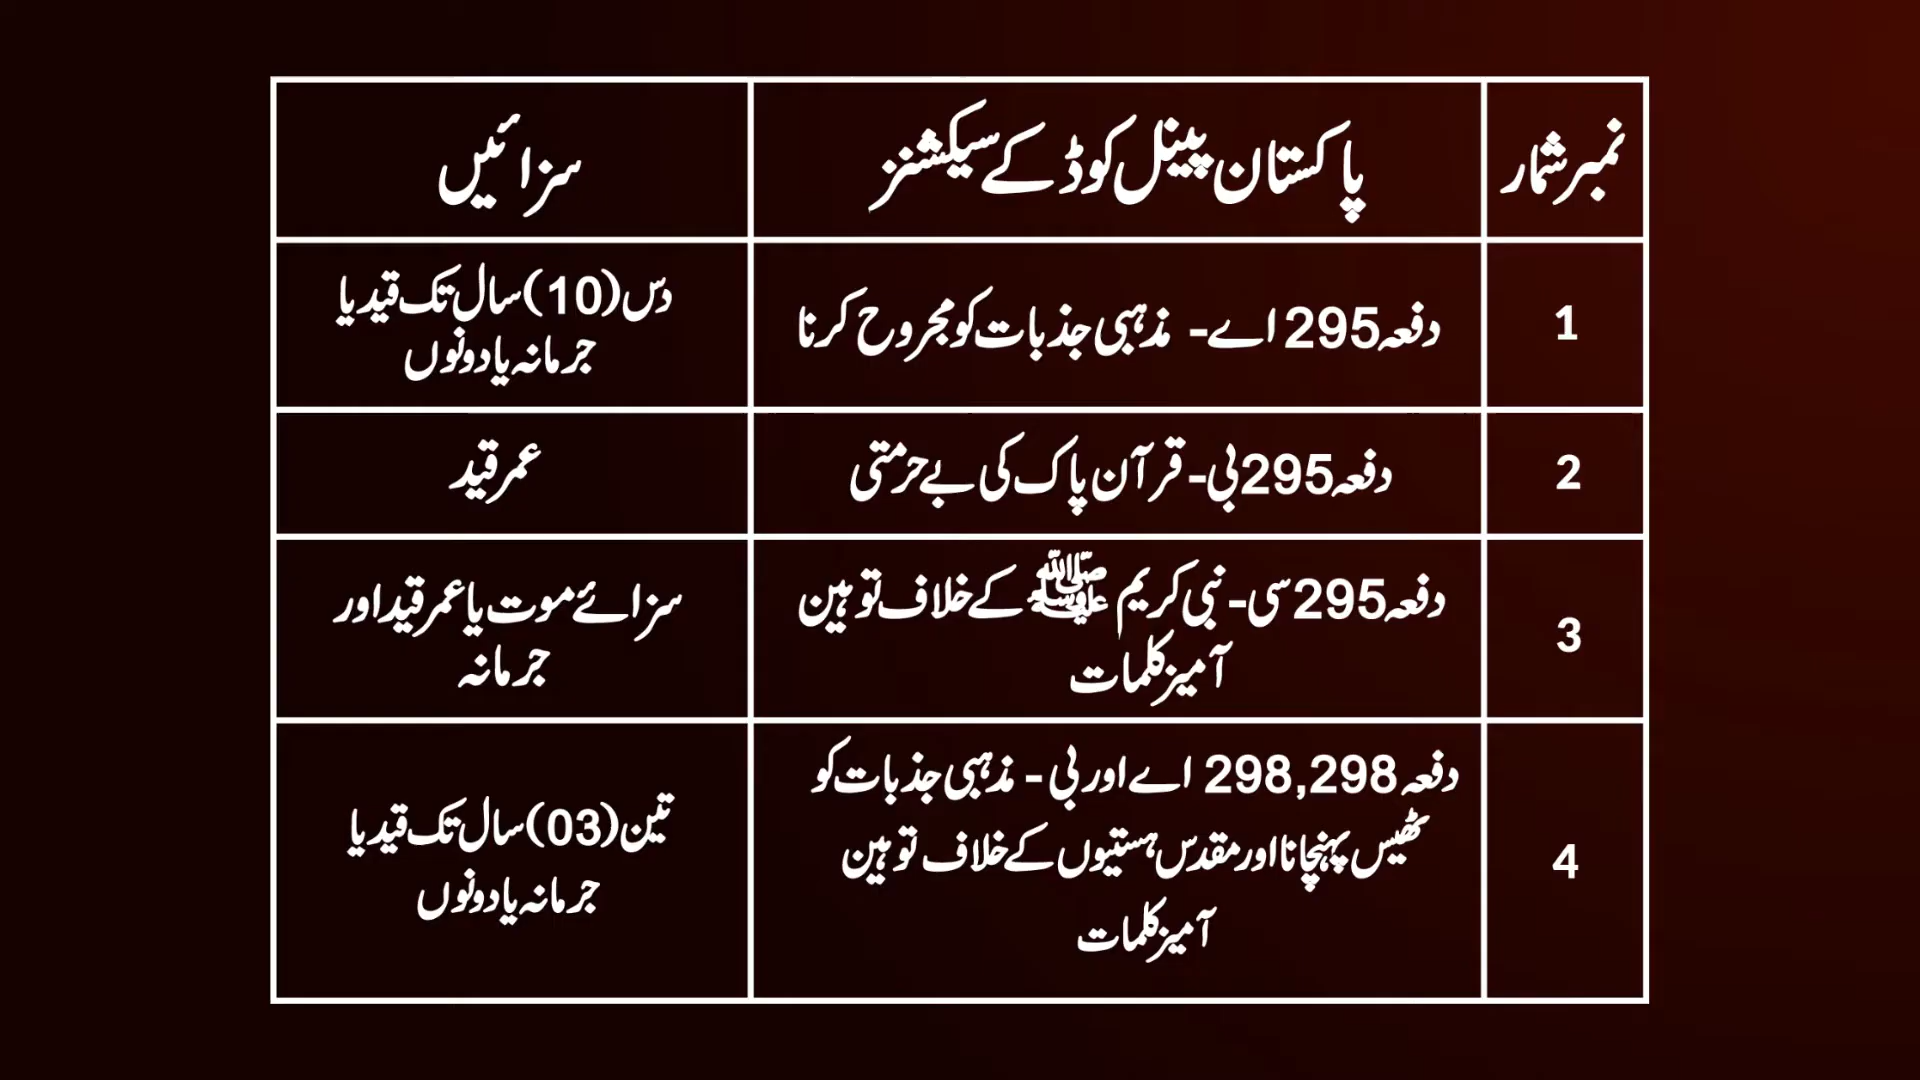 نمبر شمار
پاکستان پینل کوڈ کے سیکشنز
سزائیں
1
دفعہ 295 اے - مذہبی جذبات کو مجروح کرنا
دس (10) سال تک قید یا
جرمانہ یا دونوں
2
دفعہ 295 بی - قرآن پاک کی بے حرمتی
عمر قید
3
دفعہ 295 سی - نبی کریم ﷺ کے خلاف توہین
آمیز کلمات
سزائے موت یا عمر قید اور
جرمانہ
4
دفعہ 298,298 اے اور بی - مذہبی جذبات کو
ٹھیس پہنچانا اور مقدس ہستیوں کے خلاف توہین
آمیز کلمات
تین (03) سال تک قید یا
جرمانہ یا دونوں